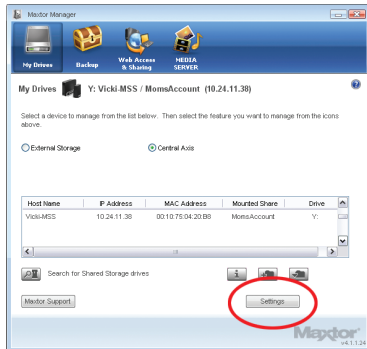 Maxtor Manager
My Drives
Backup
Web Access
& Sharing
MEDIA
SERVER
My Drives Y: Vicki-MSS / MomsAccount (10.24.11.38)
Select a device to manage from the list below. Then select the feature you want to manage from the icons
above.
External Storage Central Axis
Host Name IP Address MAC Address Mounted Share Drive
Vicki-MSS 10.24.11.38 00:10:75:04:20:B8 MomsAccount Y:
Search for Shared Storage drives
Maxtor Support Settings
Maxtor
v4.1.1.24